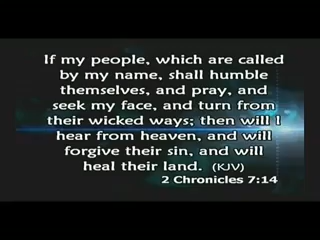 If my people, which are called
by my name, shall humble
themselves, and pray, and
seek my face, and turn from
their wicked ways; then will I
hear from heaven, and will
forgive their sin, and will
heal their land. (KJV)
2 Chronicles 7:14